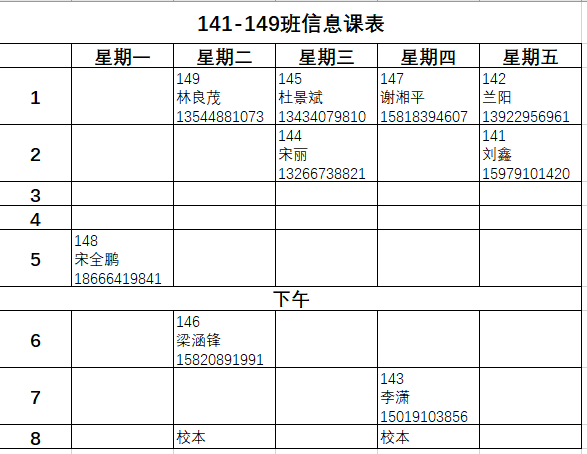 141-149班信息课表
星期一 星期二 星期三 星期四 星期五
1
149
林良茂
13544881073
145
杜景斌
13434079810
147
谢湘平
15818394607
142
兰阳
13922956961
2
144
宋丽
13266738821
141
刘鑫
15979101420
3
4
5
148
宋全鹏
18666419841
下午
6
146
梁涵锋
15820891991
7
143
李潇
15019103856
8 校本 校本